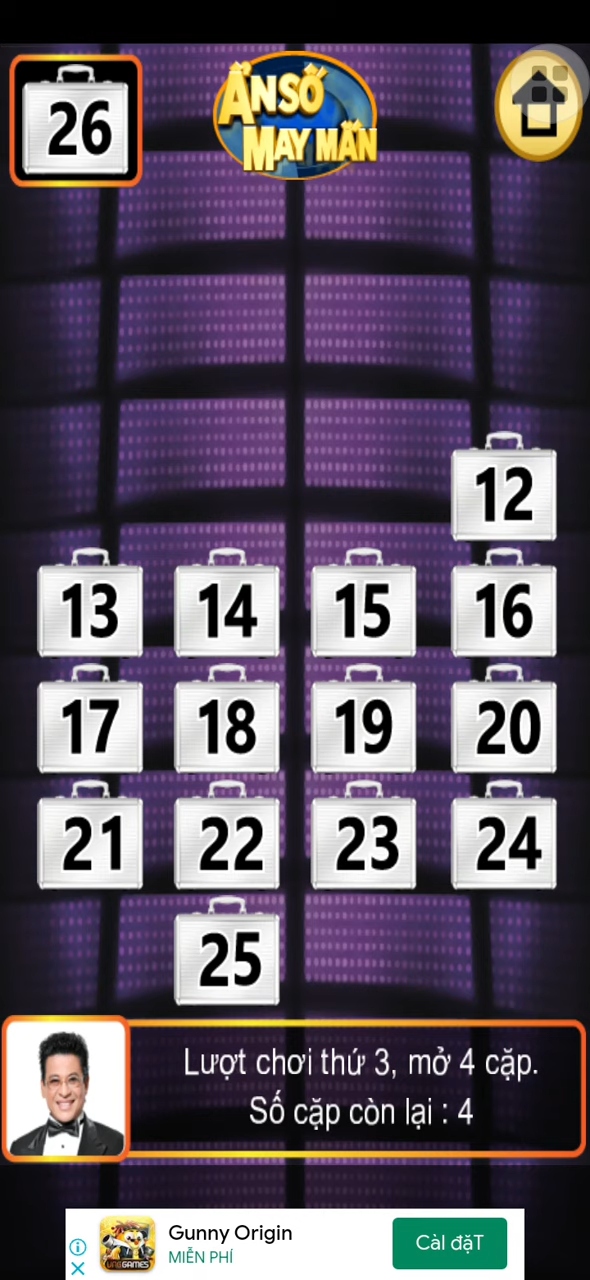 26
ẨN SỐ
MAY MẮN
12
13 14 15 16
17 18 19 20
21 22 23 24
25
Lượt chơi thứ 3, mở 4 cặp.
Số cặp còn lại : 4
Gunny Origin
MIỄN PHÍ
Cài đặT